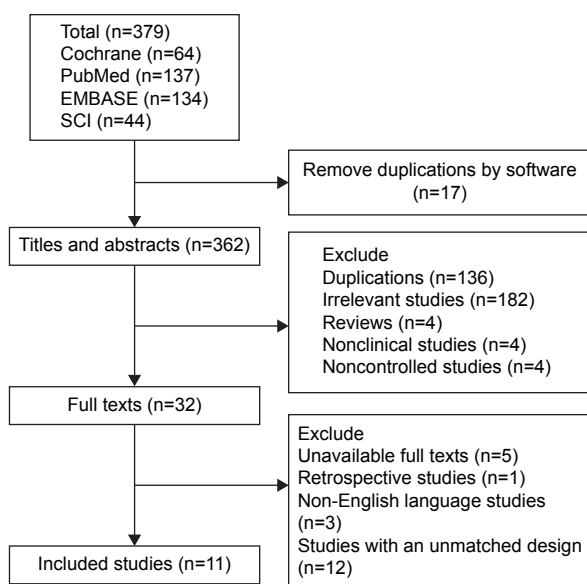 Total (n=379)
Cochrane (n=64)
PubMed (n=137)
EMBASE (n=134)
SCI (n=44)
Remove duplications by software
(n=17)
Titles and abstracts (n=362)
Exclude
Duplications (n=136)
Irrelevant studies (n=182)
Reviews (n=4)
Nonclinical studies (n=4)
Noncontrolled studies (n=4)
Full texts (n=32)
Exclude
Unavailable full texts (n=5)
Retrospective studies (n=1)
Non-English language studies
(n=3)
Studies with an unmatched design
(n=12)
Included studies (n=11)